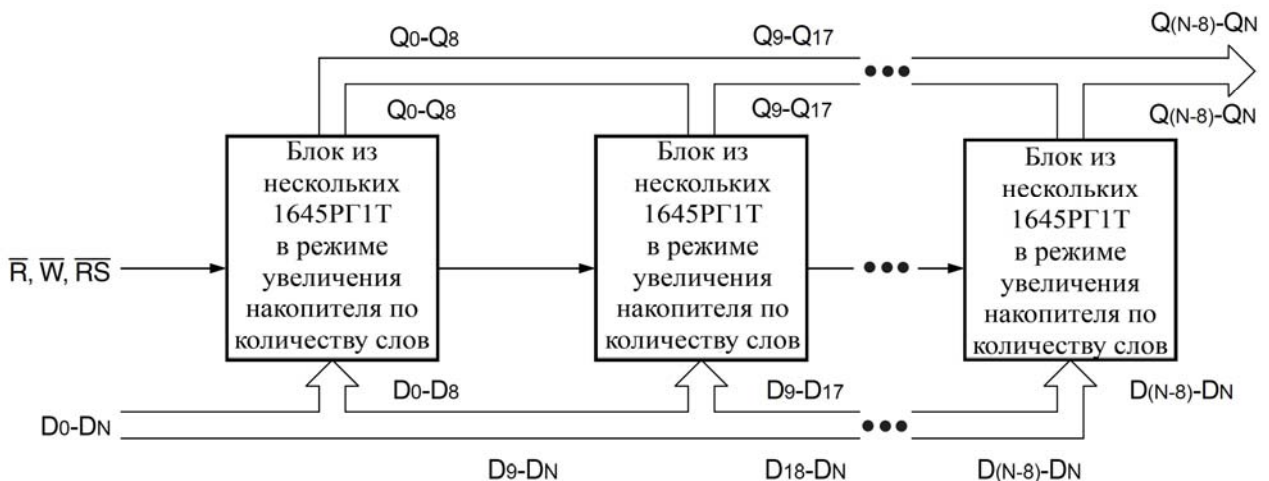 Q0-Q8
Q9-Q17
Q(N-8)-QN
Q0-Q8
Q9-Q17
Q(N-8)-QN
Блок из
нескольких
1645РГ1Т
в режиме
увеличения
накопителя по
количеству слов
Блок из
нескольких
1645РГ1Т
в режиме
увеличения
накопителя по
количеству слов
Блок из
нескольких
1645РГ1Т
в режиме
увеличения
накопителя по
количеству слов
R̅, W̅, R̅S̅
D0-D8
D9-D17
D(N-8)-DN
D0-DN
D9-DN
D18-DN
D(N-8)-DN